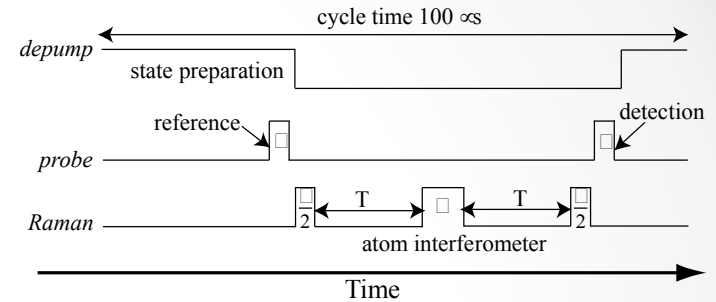 cycle time 100 ∝s
depump
state preparation
reference
detection
□
□
probe
□
2
T
□
T
□
2
Raman
atom interferometer
Time